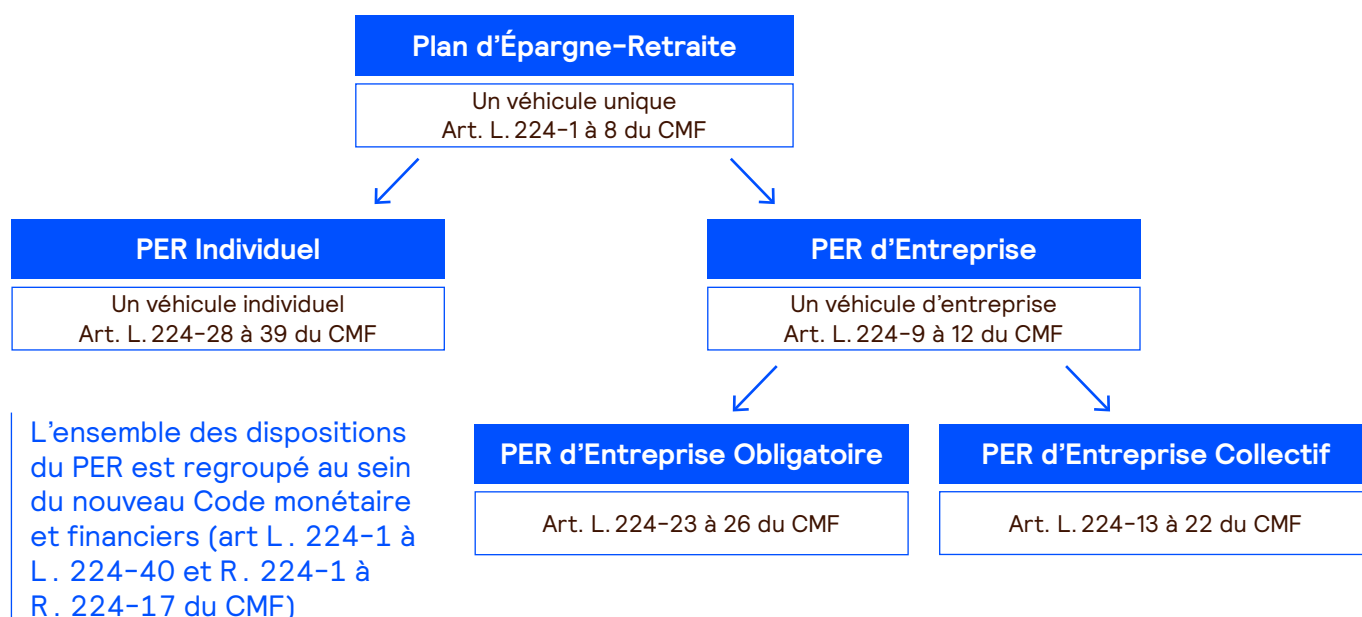 Plan d’Épargne-Retraite
Un véhicule unique
Art. L. 224-1 à 8 du CMF
PER Individuel
Un véhicule individuel
Art. L. 224-28 à 39 du CMF
PER d’Entreprise
Un véhicule d’entreprise
Art. L. 224-9 à 12 du CMF
L’ensemble des dispositions
du PER est regroupé au sein
du nouveau Code monétaire
et financiers (art L. 224-1 à
L. 224-40 et R. 224-1 à
R. 224-17 du CMF)
PER d’Entreprise Obligatoire
Art. L. 224-23 à 26 du CMF
PER d’Entreprise Collectif
Art. L. 224-13 à 22 du CMF